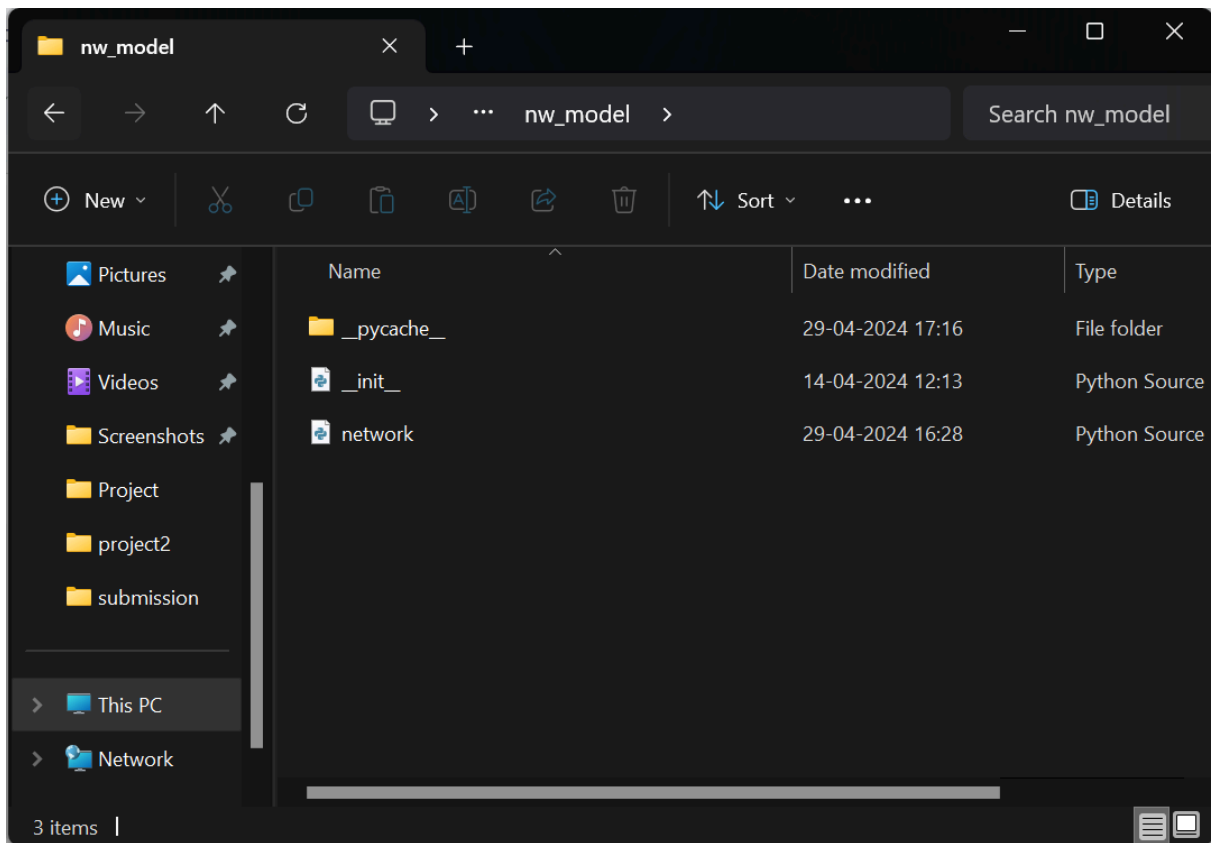 nw_model
nw_model
Search nw_model
New
Sort
Details
Pictures
Music
Videos
Screenshots
Project
project2
submission
This PC
Network
Name Date modified Type
__pycache__ 29-04-2024 17:16 File folder
__init__ 14-04-2024 12:13 Python Source
network 29-04-2024 16:28 Python Source
3 items